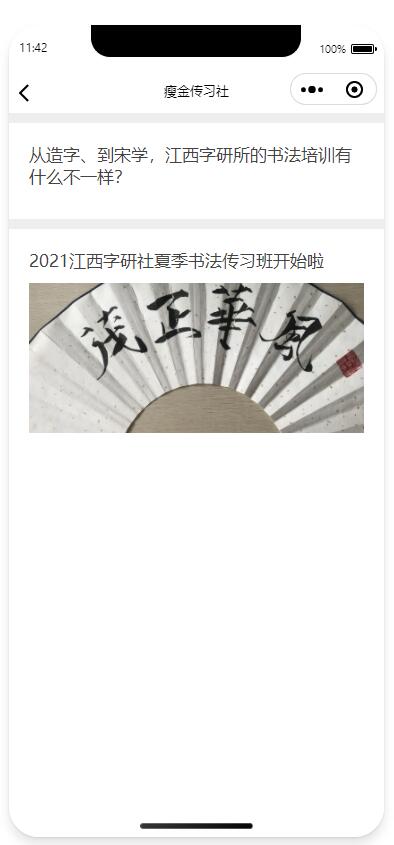 11:42
100%
瘦金传习社
从造字、到宋学，江西字研所的书法培训有
什么不一样？
2021江西字研社夏季书法传习班开始啦
茂正華風